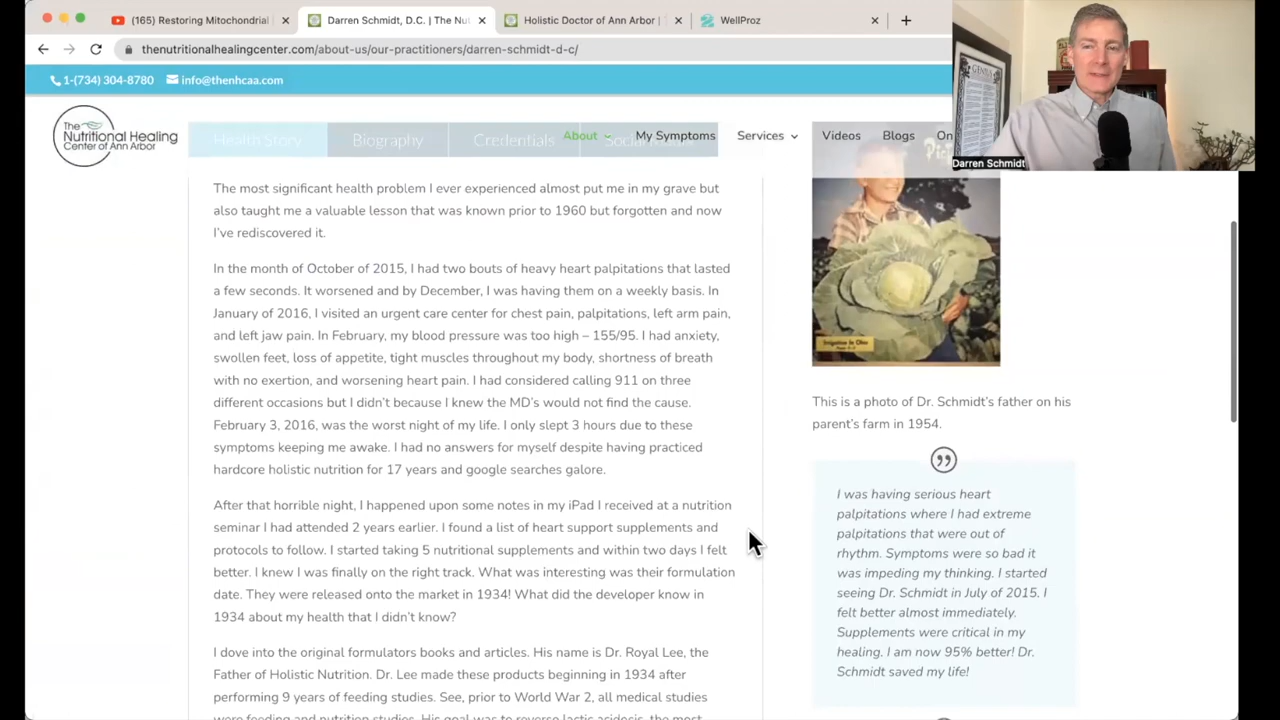 (165) Restoring Mitochondrial
Darren Schmidt, D.C. | The Nut
Holistic Doctor of Ann Arbor |
WellProz
thenutritionalhealingcenter.com/about-us/our-practitioners/darren-schmidt-d-c/
1-(734) 304-8780
info@thenhcaa.com
The
Nutritional Healing
Center of Ann Arbor
Health Story
Biography
Credentials
About
My Symptoms
Services
Videos
Blogs
On
GENIUS
Darren Schmidt
The most significant health problem I ever experienced almost put me in my grave but
also taught me a valuable lesson that was known prior to 1960 but forgotten and now
I've rediscovered it.
In the month of October of 2015, I had two bouts of heavy heart palpitations that lasted
a few seconds. It worsened and by December, I was having them on a weekly basis. In
January of 2016, I visited an urgent care center for chest pain, palpitations, left arm pain,
and left jaw pain. In February, my blood pressure was too high – 155/95. I had anxiety,
swollen feet, loss of appetite, tight muscles throughout my body, shortness of breath
with no exertion, and worsening heart pain. I had considered calling 911 on three
different occasions but I didn't because I knew the MD's would not find the cause.
February 3, 2016, was the worst night of my life. I only slept 3 hours due to these
symptoms keeping me awake. I had no answers for myself despite having practiced
hardcore holistic nutrition for 17 years and google searches galore.
After that horrible night, I happened upon some notes in my iPad I received at a nutrition
seminar I had attended 2 years earlier. I found a list of heart support supplements and
protocols to follow. I started taking 5 nutritional supplements and within two days I felt
better. I knew I was finally on the right track. What was interesting was their formulation
date. They were released onto the market in 1934! What did the developer know in
1934 about my health that I didn't know?
I dove into the original formulators books and articles. His name is Dr. Royal Lee, the
Father of Holistic Nutrition. Dr. Lee made these products beginning in 1934 after
performing 9 years of feeding studies. See, prior to World War 2, all medical studies
were feeding and nutrition studies. His goal was to reverse lactic acidosis, the most
Irrigation in Ohio
This is a photo of Dr. Schmidt's father on his
parent's farm in 1954.
I was having serious heart
palpitations where I had extreme
palpitations that were out of
rhythm. Symptoms were so bad it
was impeding my thinking. I started
seeing Dr. Schmidt in July of 2015. I
felt better almost immediately.
Supplements were critical in my
healing. I am now 95% better! Dr.
Schmidt saved my life!